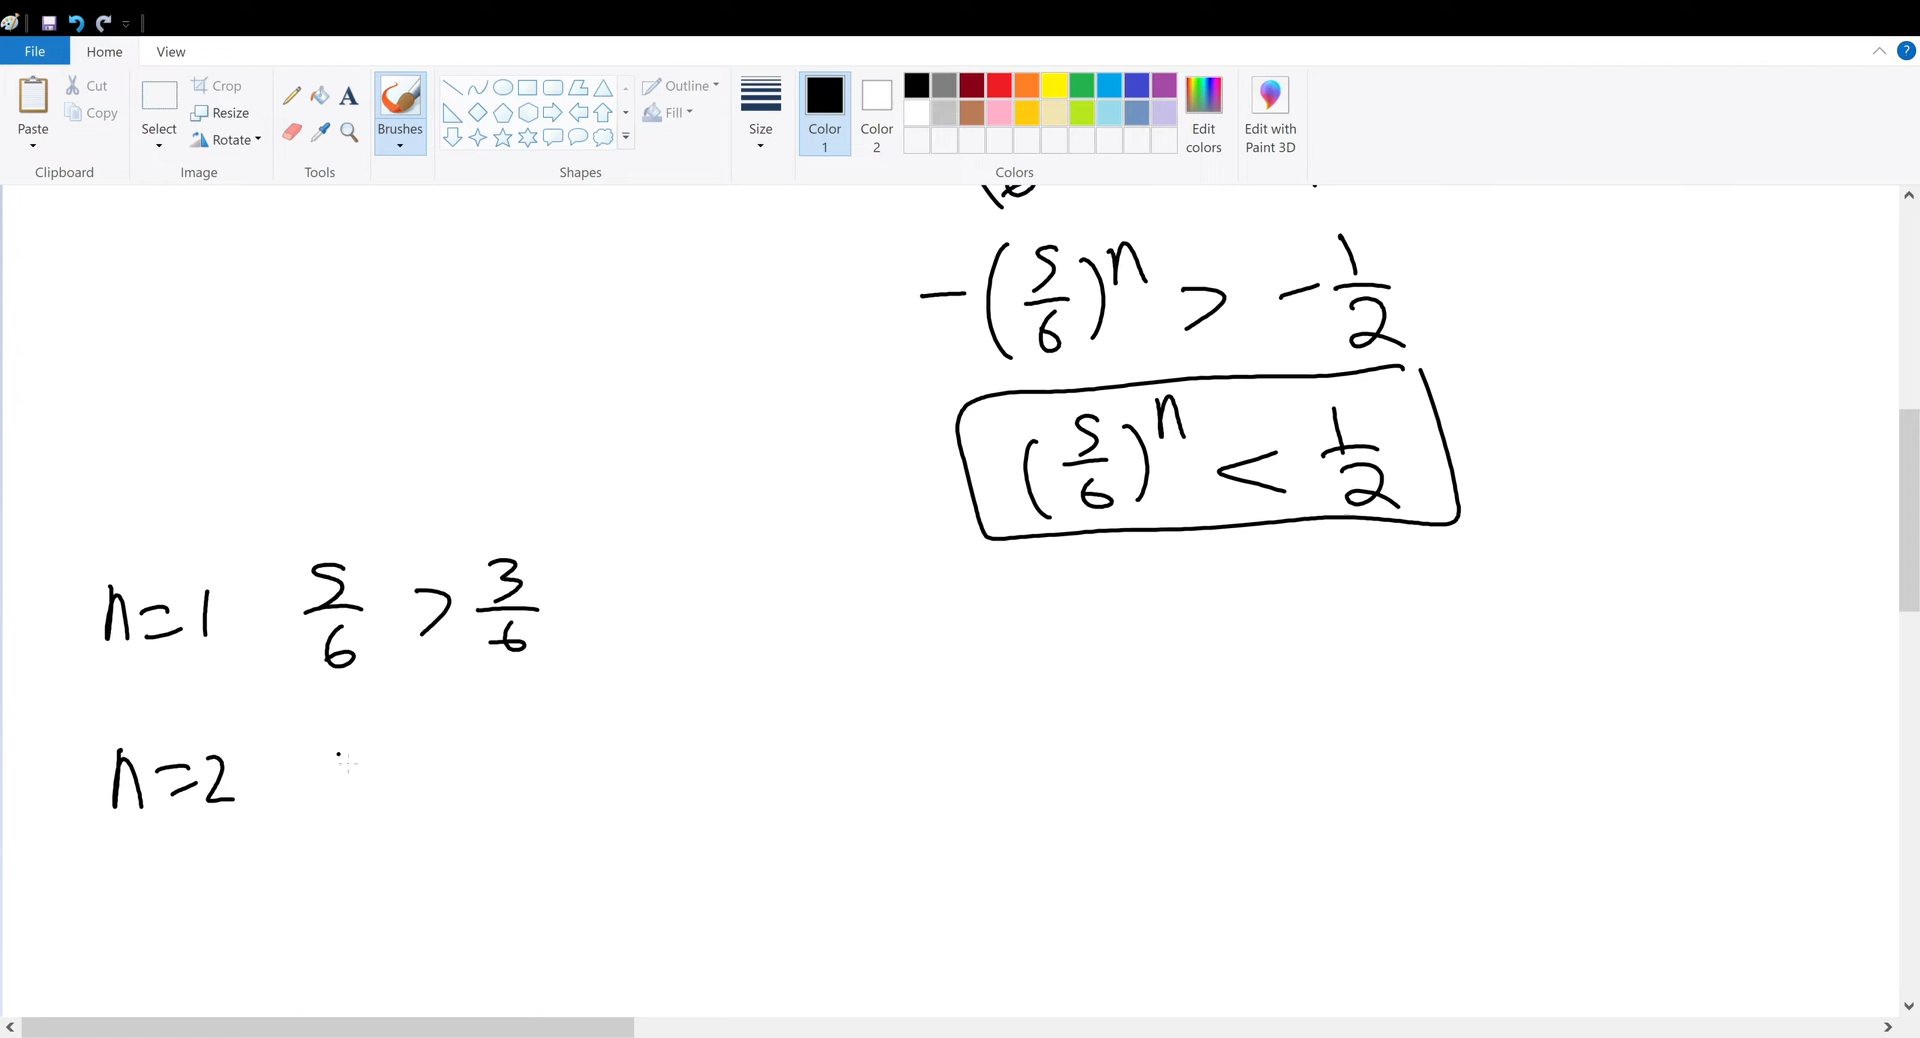 File Home View
Paste
Cut
Copy
Clipboard
Select
Crop
Resize
Rotate
Image
A
Tools
Brushes
Outline
Fill
Shapes
Size
Color 1
Color 2
Edit colors
Colors
Edit with Paint 3D
?
-(5/6)^n > -1/2
(5/6)^n < 1/2
n=1 5/6 > 3/6
n=2